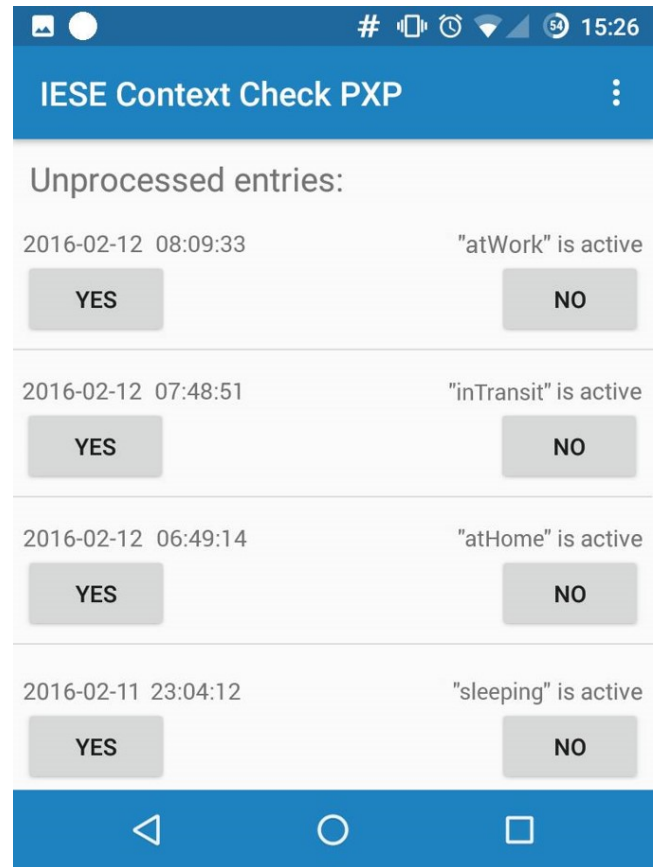 # 54 15:26
IESE Context Check PXP
Unprocessed entries:
2016-02-12 08:09:33 "atWork" is active
YES NO
2016-02-12 07:48:51 "inTransit" is active
YES NO
2016-02-12 06:49:14 "atHome" is active
YES NO
2016-02-11 23:04:12 "sleeping" is active
YES NO